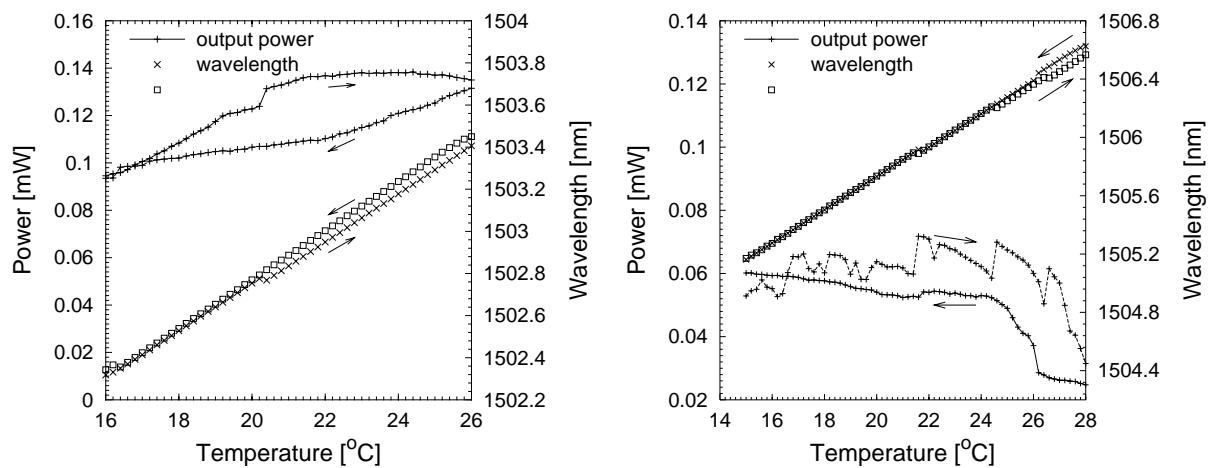 0.16
0.14
0.12
0.1
0.08
0.06
0.04
0.02
0
Power [mW]
output power
wavelength
1504
1503.8
1503.6
1503.4
1503.2
1503
1502.8
1502.6
1502.4
1502.2
Wavelength [nm]
16 18 20 22 24 26
Temperature [°C]
0.14
0.12
0.1
0.08
0.06
0.04
0.02
Power [mW]
output power
wavelength
1506.8
1506.4
1506
1505.6
1505.2
1504.8
1504.4
Wavelength [nm]
14 16 18 20 22 24 26 28
Temperature [°C]